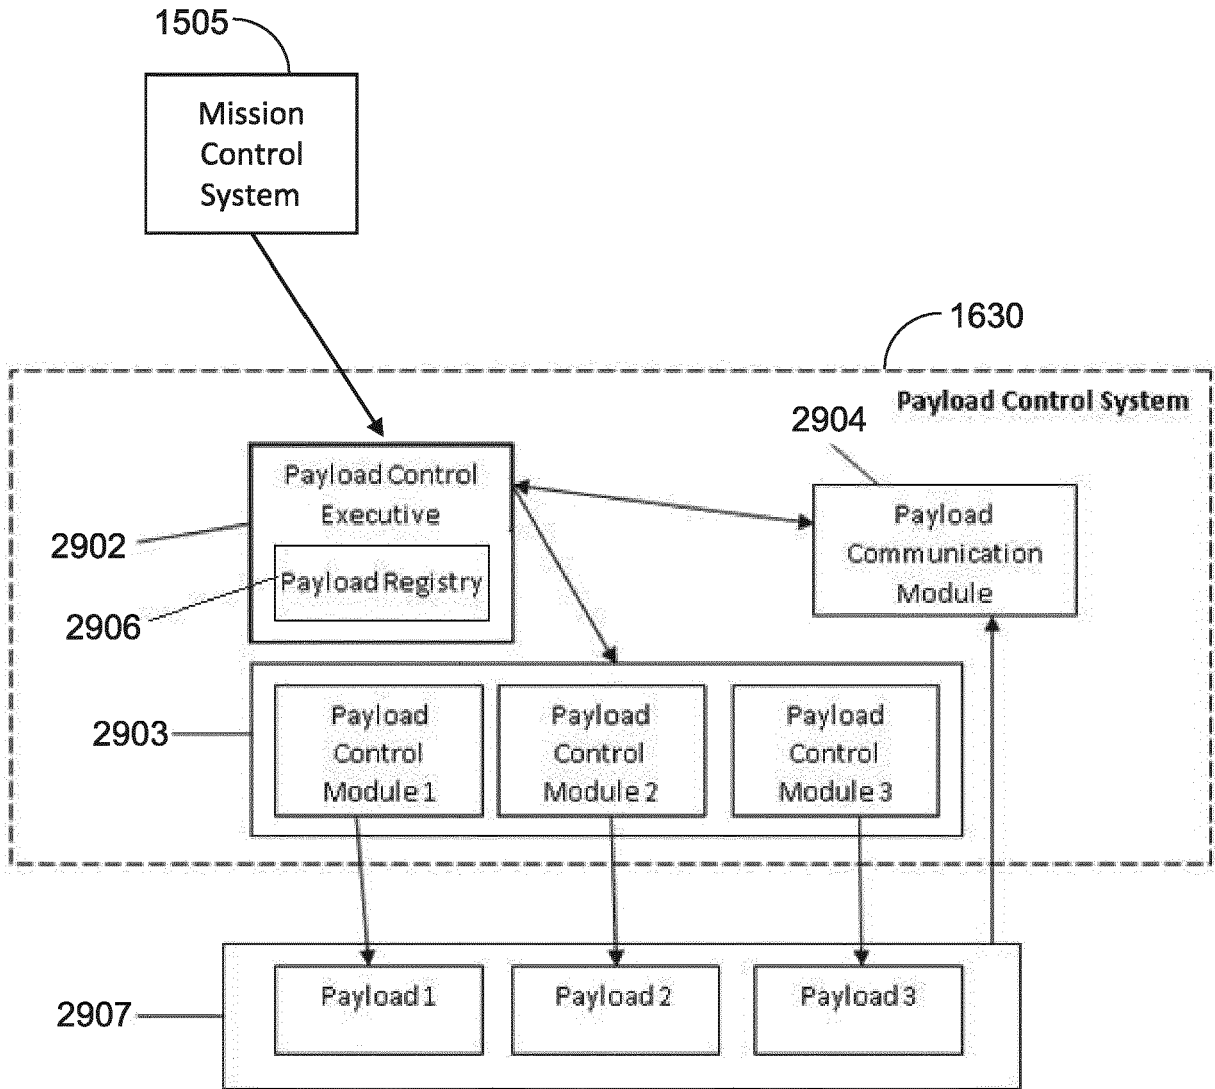 1505
Mission
Control
System
1630
Payload Control System
2904
Payload Control
Executive
Payload
Communication
Module
2902
Payload Registry
2906
2903
Payload
Control
Module 1
Payload
Control
Module 2
Payload
Control
Module 3
Payload 1
Payload 2
Payload 3
2907